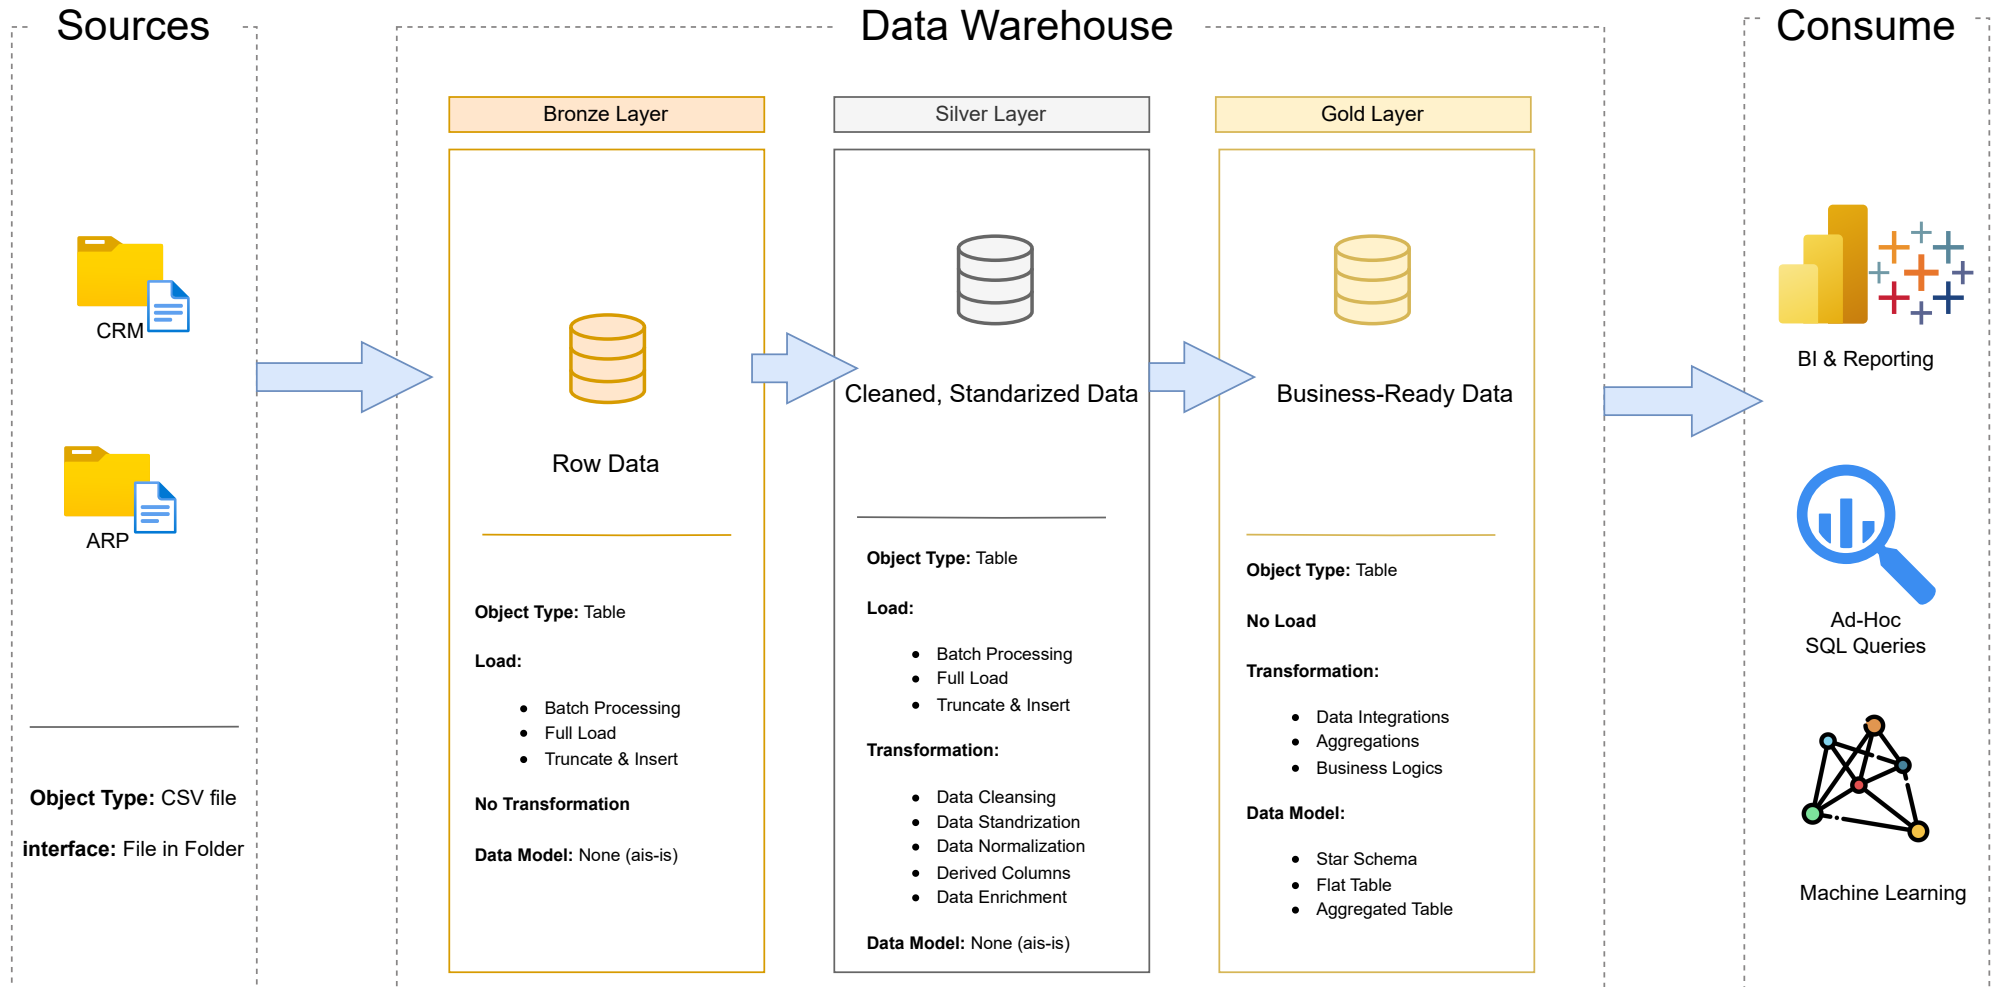 Sources
CRM
ARP
Object Type: CSV file
interface: File in Folder
Data Warehouse
Bronze Layer
Row Data
Object Type: Table
Load:
● Batch Processing
● Full Load
● Truncate & Insert
No Transformation
Data Model: None (ais-is)
Silver Layer
Cleaned, Standarized Data
Object Type: Table
Load:
● Batch Processing
● Full Load
● Truncate & Insert
Transformation:
● Data Cleansing
● Data Standrization
● Data Normalization
● Derived Columns
● Data Enrichment
Data Model: None (ais-is)
Gold Layer
Business-Ready Data
Object Type: Table
No Load
Transformation:
● Data Integrations
● Aggregations
● Business Logics
Data Model:
● Star Schema
● Flat Table
● Aggregated Table
Consume
BI & Reporting
Ad-Hoc
SQL Queries
Machine Learning